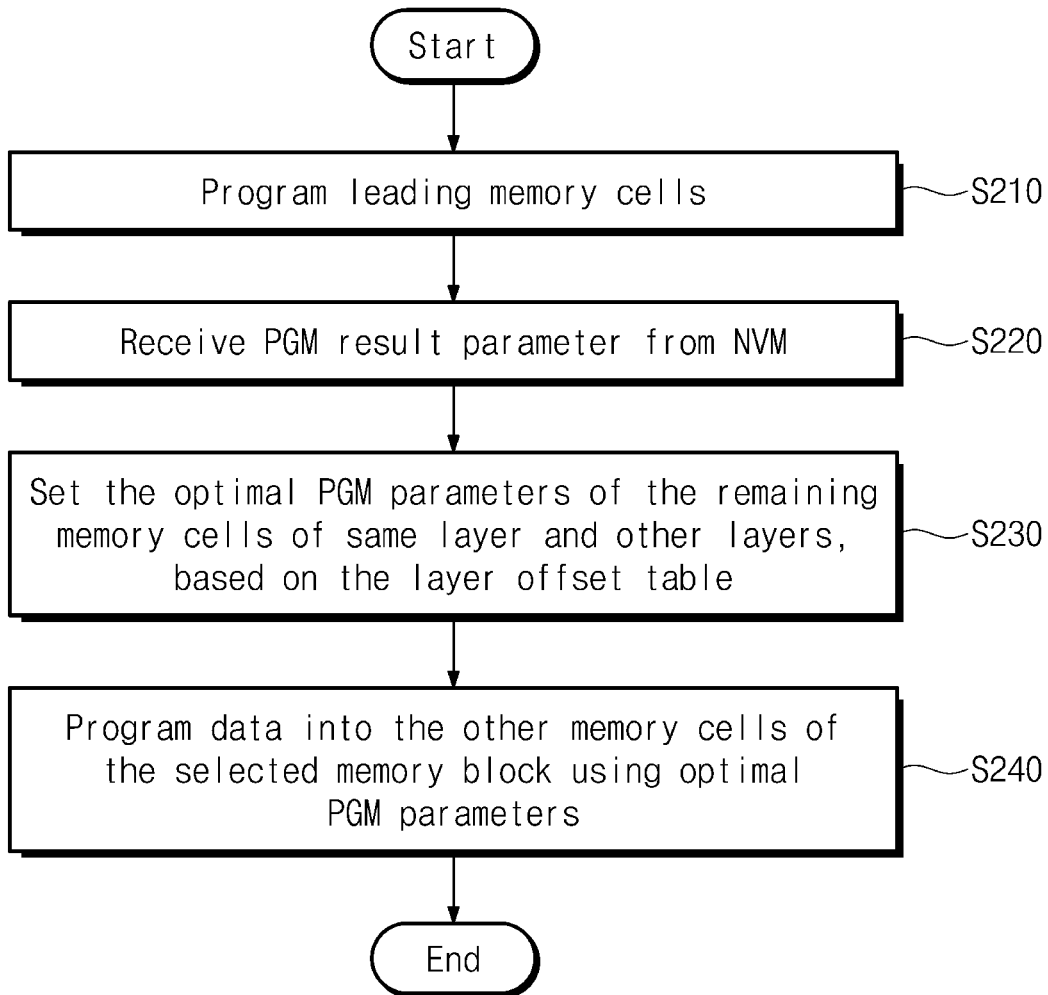 Start
Program leading memory cells
S210
Receive PGM result parameter from NVM
S220
Set the optimal PGM parameters of the remaining
memory cells of same layer and other layers,
based on the layer offset table
S230
Program data into the other memory cells of
the selected memory block using optimal
PGM parameters
S240
End